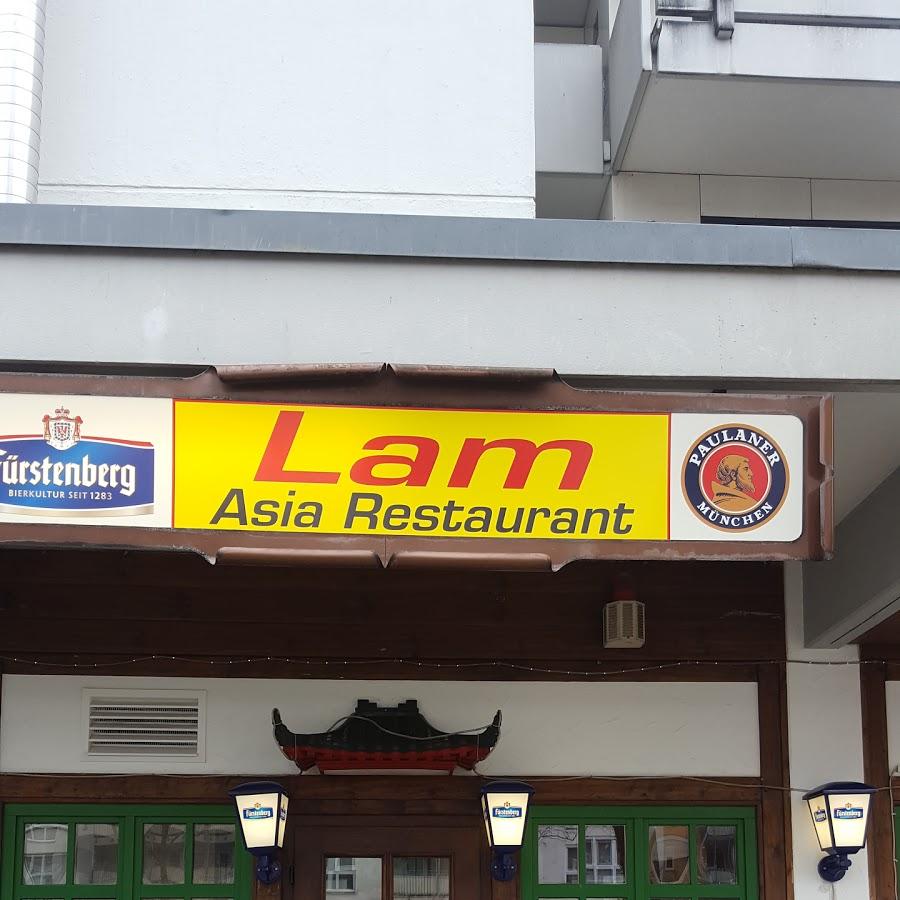 Fürstenberg
BIERKULTUR SEIT 1283
Lam
Asia Restaurant
PAULANER
MÜNCHEN
Fürstenberg
Fürstenberg
Fürstenberg